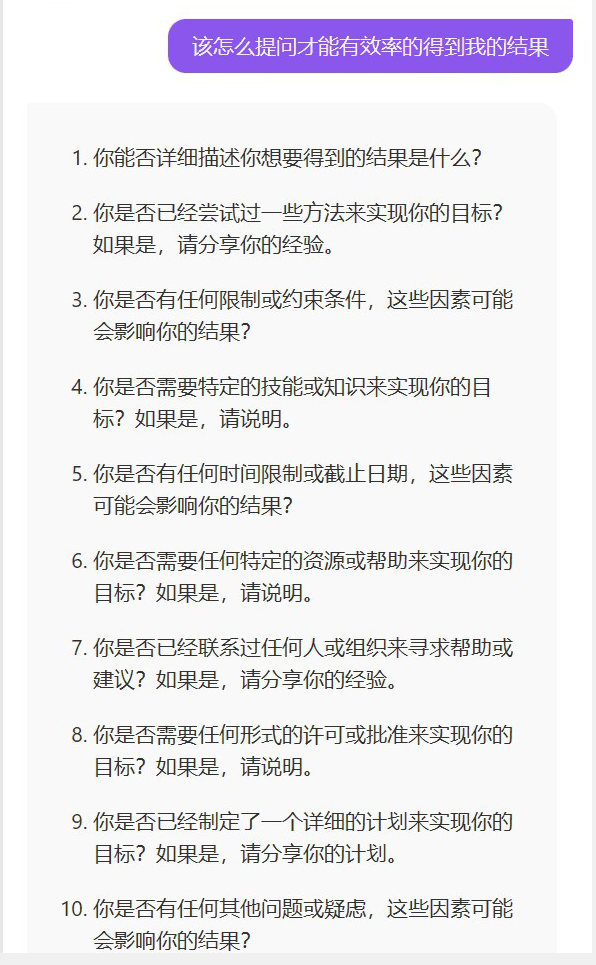 该怎么提问才能有效率的得到我的结果
1. 你能否详细描述你想要得到的结果是什么?
2. 你是否已经尝试过一些方法来实现你的目标?
如果是，请分享你的经验。
3. 你是否有任何限制或约束条件，这些因素可能
会影响你的结果?
4. 你是否需要特定的技能或知识来实现你的目
标? 如果是，请说明。
5. 你是否有任何时间限制或截止日期，这些因素
可能会影响你的结果?
6. 你是否需要任何特定的资源或帮助来实现你的
目标? 如果是，请说明。
7. 你是否已经联系过任何人或组织来寻求帮助或
建议? 如果是，请分享你的经验。
8. 你是否需要任何形式的许可或批准来实现你的
目标? 如果是，请说明。
9. 你是否已经制定了一个详细的计划来实现你的
目标? 如果是，请分享你的计划。
10. 你是否有任何其他问题或疑虑，这些因素可能
会影响你的结果?